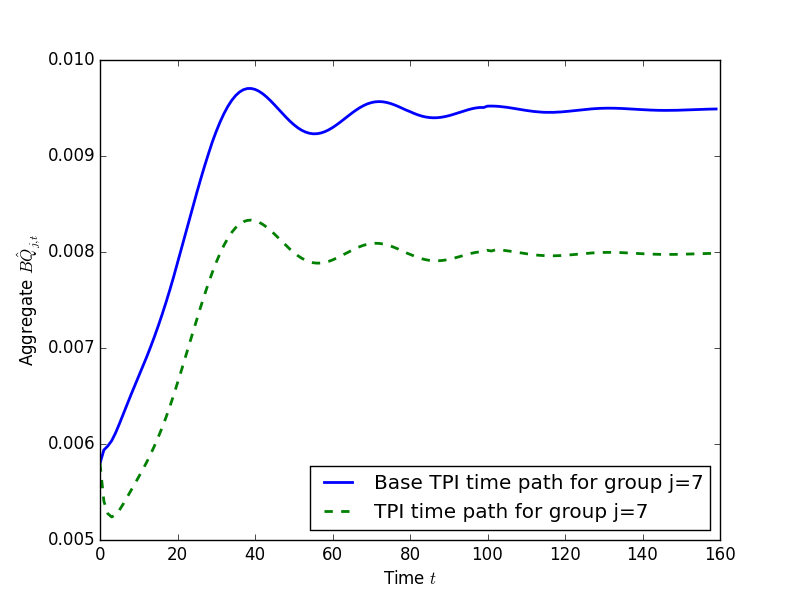 0.010
0.009
0.008
0.007
0.006
0.005
Aggregate $\hat{BQ}_{j,t}$
Base TPI time path for group j=7
TPI time path for group j=7
0 20 40 60 80 100 120 140 160
Time t